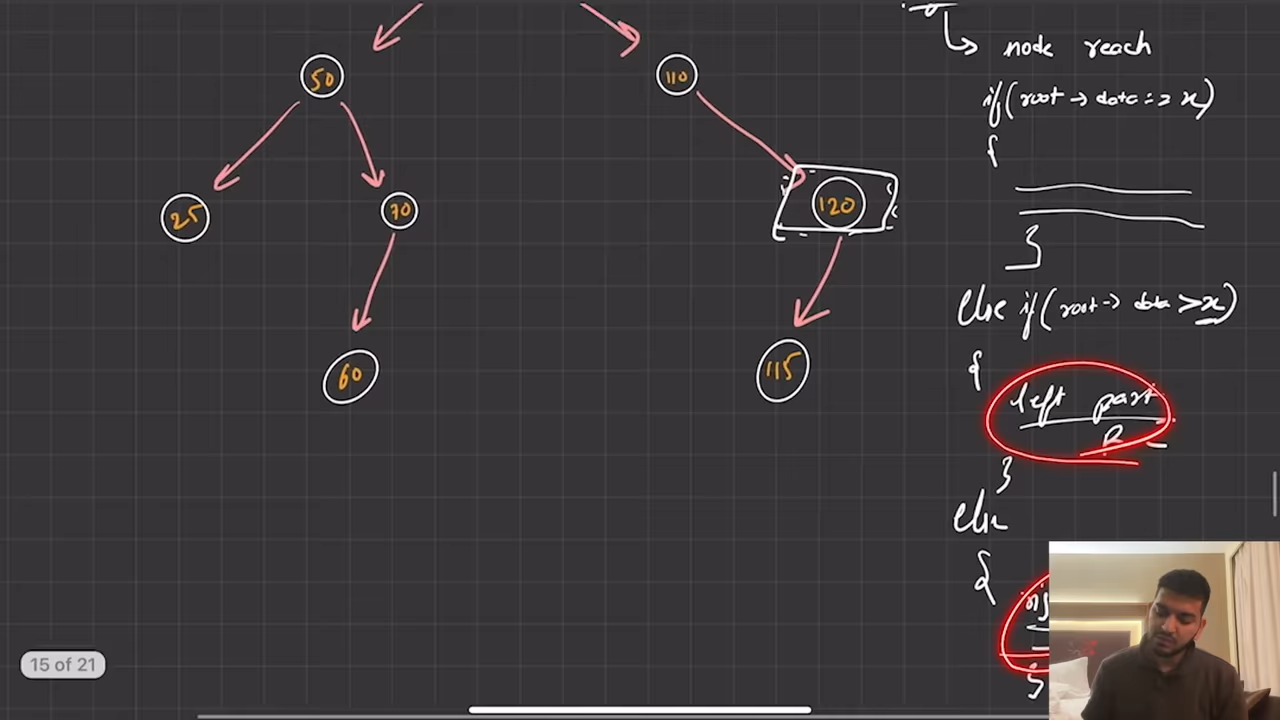 50
110
25
70
120
60
115
node reach
if(root → data == x)
{
}
Else if(root → data > x)
{
left part
R
}
Else
{
}
15 of 21